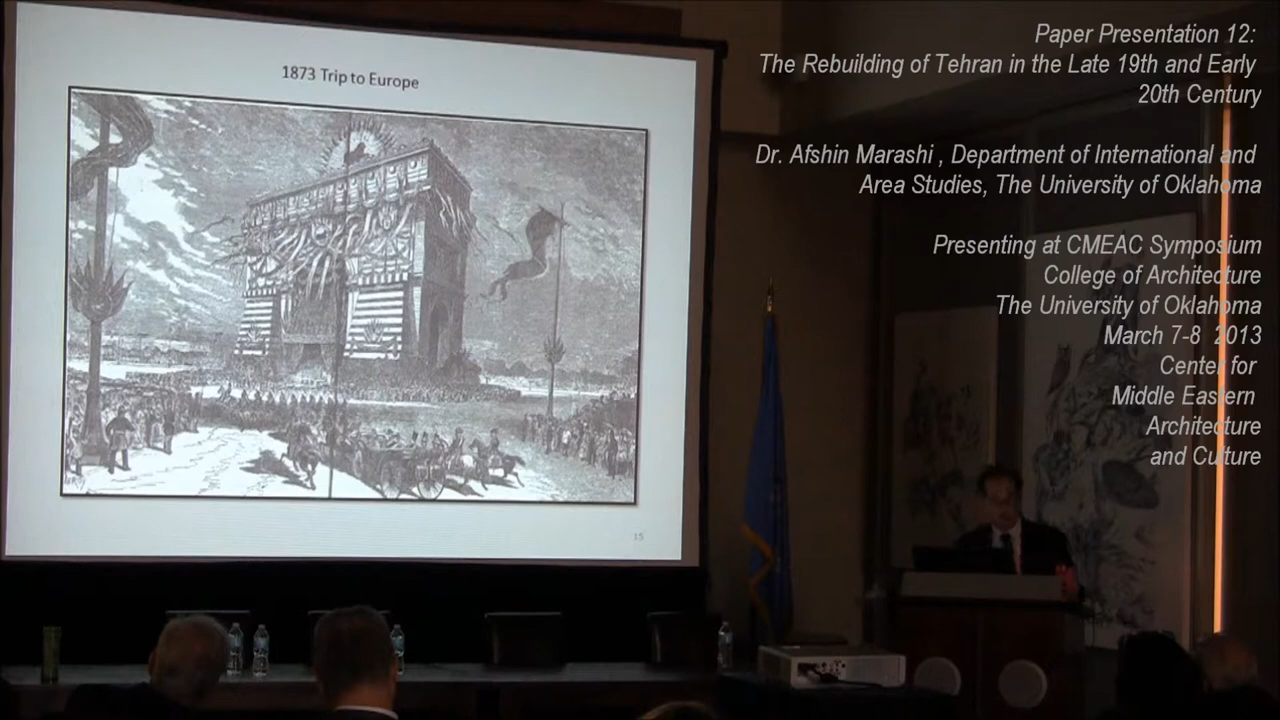 1873 Trip to Europe
15
Paper Presentation 12:
The Rebuilding of Tehran in the Late 19th and Early
20th Century
Dr. Afshin Marashi , Department of International and
Area Studies, The University of Oklahoma
Presenting at CMEAC Symposium
College of Architecture
The University of Oklahoma
March 7-8 2013
Center for
Middle Eastern
Architecture
and Culture